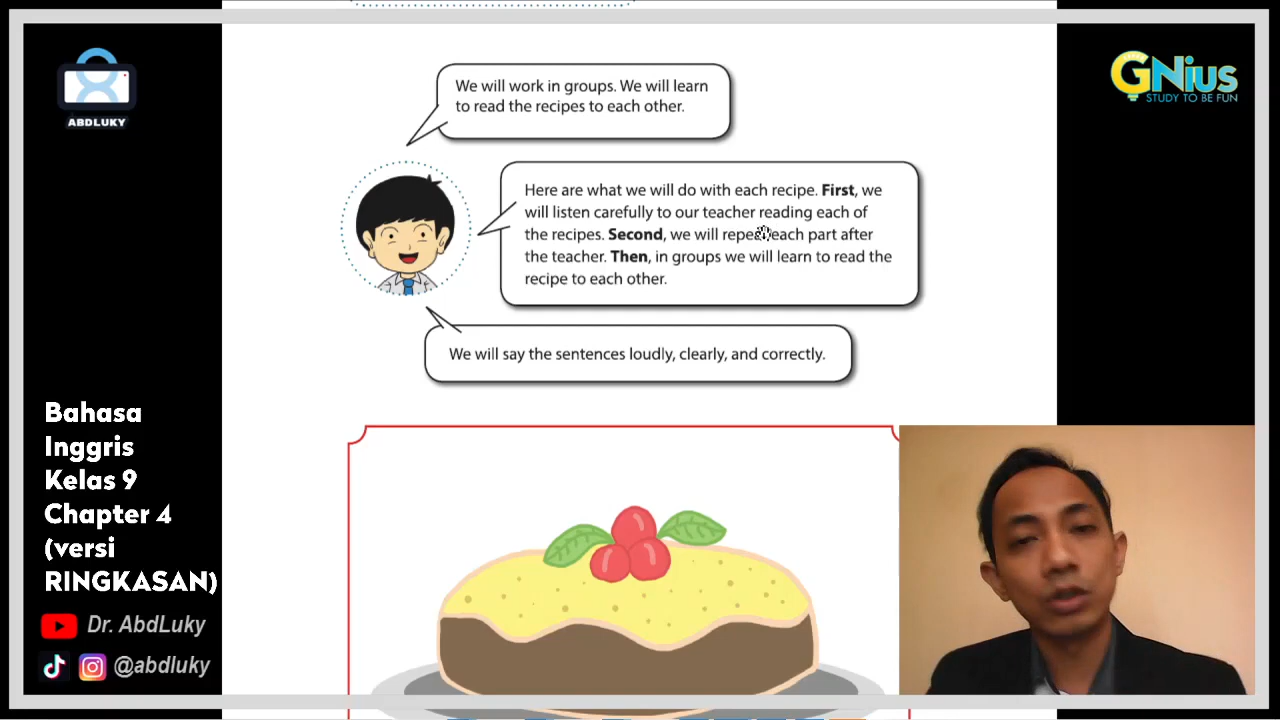 ABDLUKY
GNius
STUDY TO BE FUN
We will work in groups. We will learn
to read the recipes to each other.
Here are what we will do with each recipe. First, we
will listen carefully to our teacher reading each of
the recipes. Second, we will repeat each part after
the teacher. Then, in groups we will learn to read the
recipe to each other.
We will say the sentences loudly, clearly, and correctly.
Bahasa
Inggris
Kelas 9
Chapter 4
(versi
RINGKASAN)
Dr. AbdLuky
@abdluky